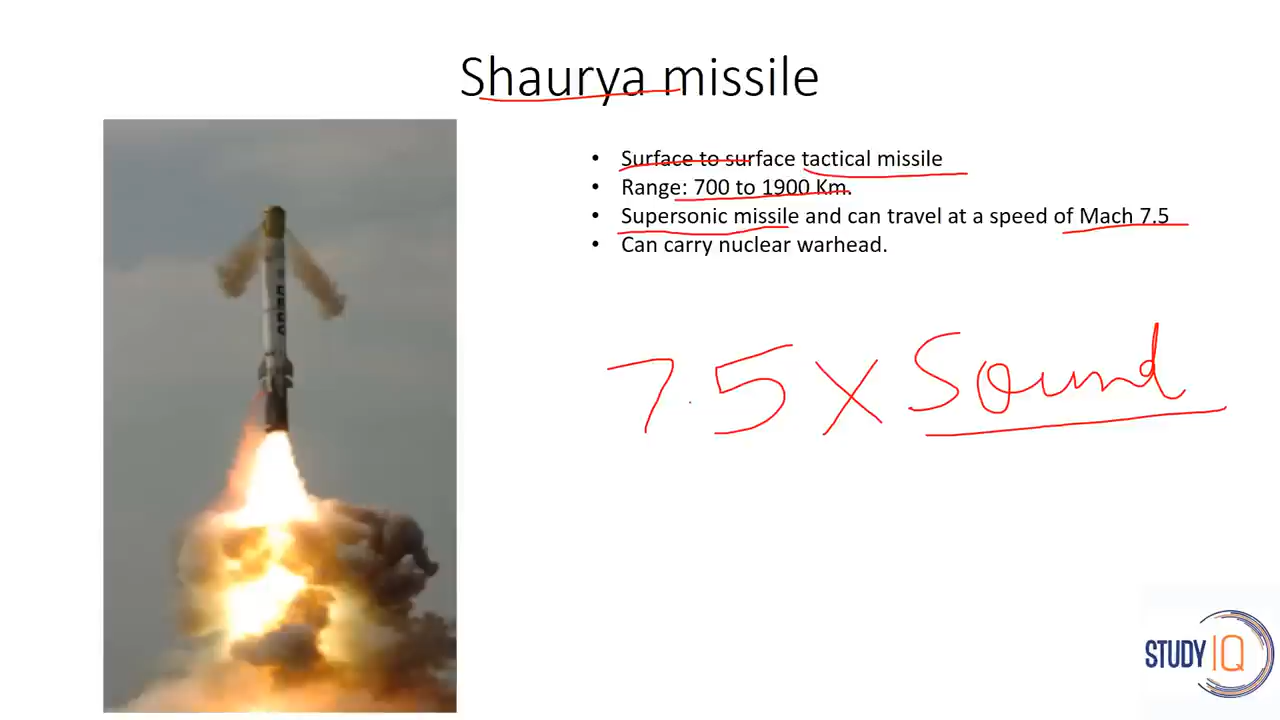 Shaurya missile
• Surface to surface tactical missile
• Range: 700 to 1900 Km.
• Supersonic missile and can travel at a speed of Mach 7.5
• Can carry nuclear warhead.
7.5 X Sound
STUDY IQ